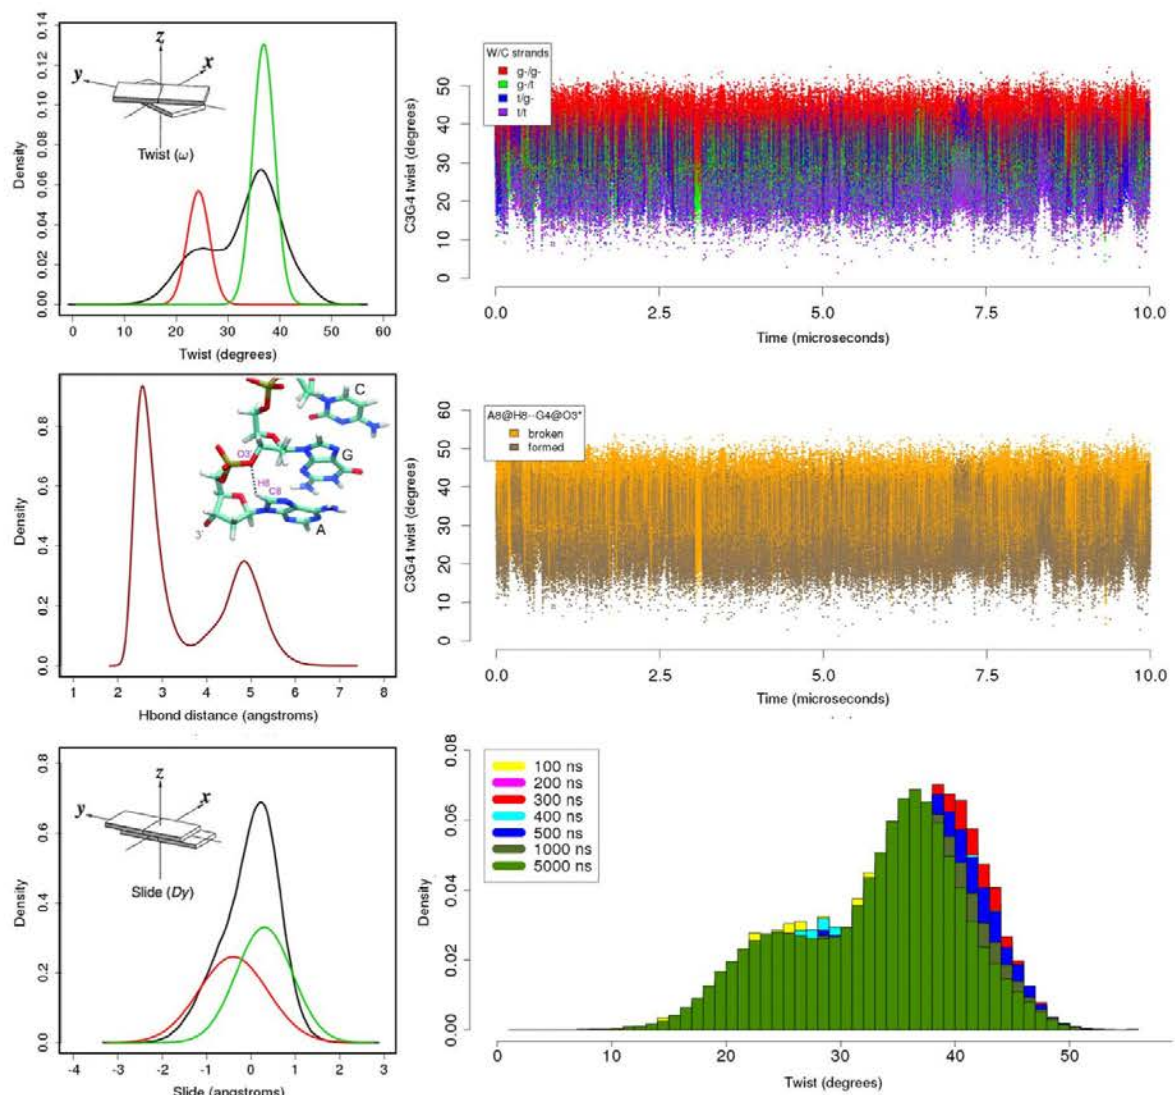 0.14
0.12
0.10
0.08
0.06
0.04
0.02
0.00
Density
z
y
x
Twist (ω)
0 10 20 30 40 50 60
Twist (degrees)
W/C strands
g-/g-
g-/t
t/g-
t/t
C3G4 twist (degrees)
50
40
30
20
10
0
0.0 2.5 5.0 7.5 10.0
Time (microseconds)
0.8
0.6
0.4
0.2
0.0
Density
C
O3'
G
H8
C8
A
3'
1 2 3 4 5 6 7 8
Hbond distance (angstroms)
A8@H8--G4@O3*
broken
formed
C3G4 twist (degrees)
60
50
40
30
20
10
0
0.0 2.5 5.0 7.5 10.0
Time (microseconds)
0.8
0.6
0.4
0.2
0.0
Density
z
y
x
Slide (Dy)
-4 -3 -2 -1 0 1 2 3
Slide (angstroms)
100 ns
200 ns
300 ns
400 ns
500 ns
1000 ns
5000 ns
0.08
0.06
0.04
0.02
0.00
Density
0 10 20 30 40 50
Twist (degrees)